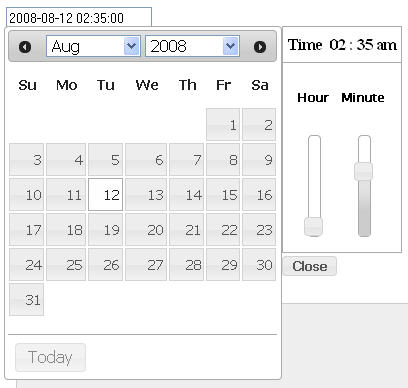 2008-08-12 02:35:00
Aug 2008
Time 02 : 35 am
Su Mo Tu We Th Fr Sa
Hour Minute
1 2
3 4 5 6 7 8 9
10 11 12 13 14 15 16
17 18 19 20 21 22 23
24 25 26 27 28 29 30
31
Close
Today